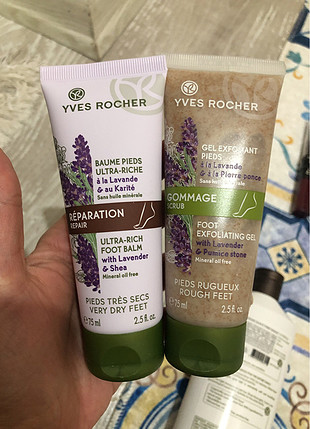 YVES ROCHER
BAUME PIEDS
ULTRA-RICHE
à la Lavande
& au Karité
Sans huile minérale
RÉPARATION
REPAIR
ULTRA-RICH
FOOT BALM
with Lavender
& Shea
Mineral oil free
PIEDS TRÈS SECS
VERY DRY FEET
75 ml 2.5 fl. oz.
YVES ROCHER
GEL EXFOLIANT
PIEDS
à la Lavande
& à la Pierre ponce
Sans huile minérale
GOMMAGE
SCRUB
FOOT
EXFOLIATING GEL
with Lavender
& Pumice stone
Mineral oil free
PIEDS RUGUEUX
ROUGH FEET
75 ml 2.5 fl. oz.